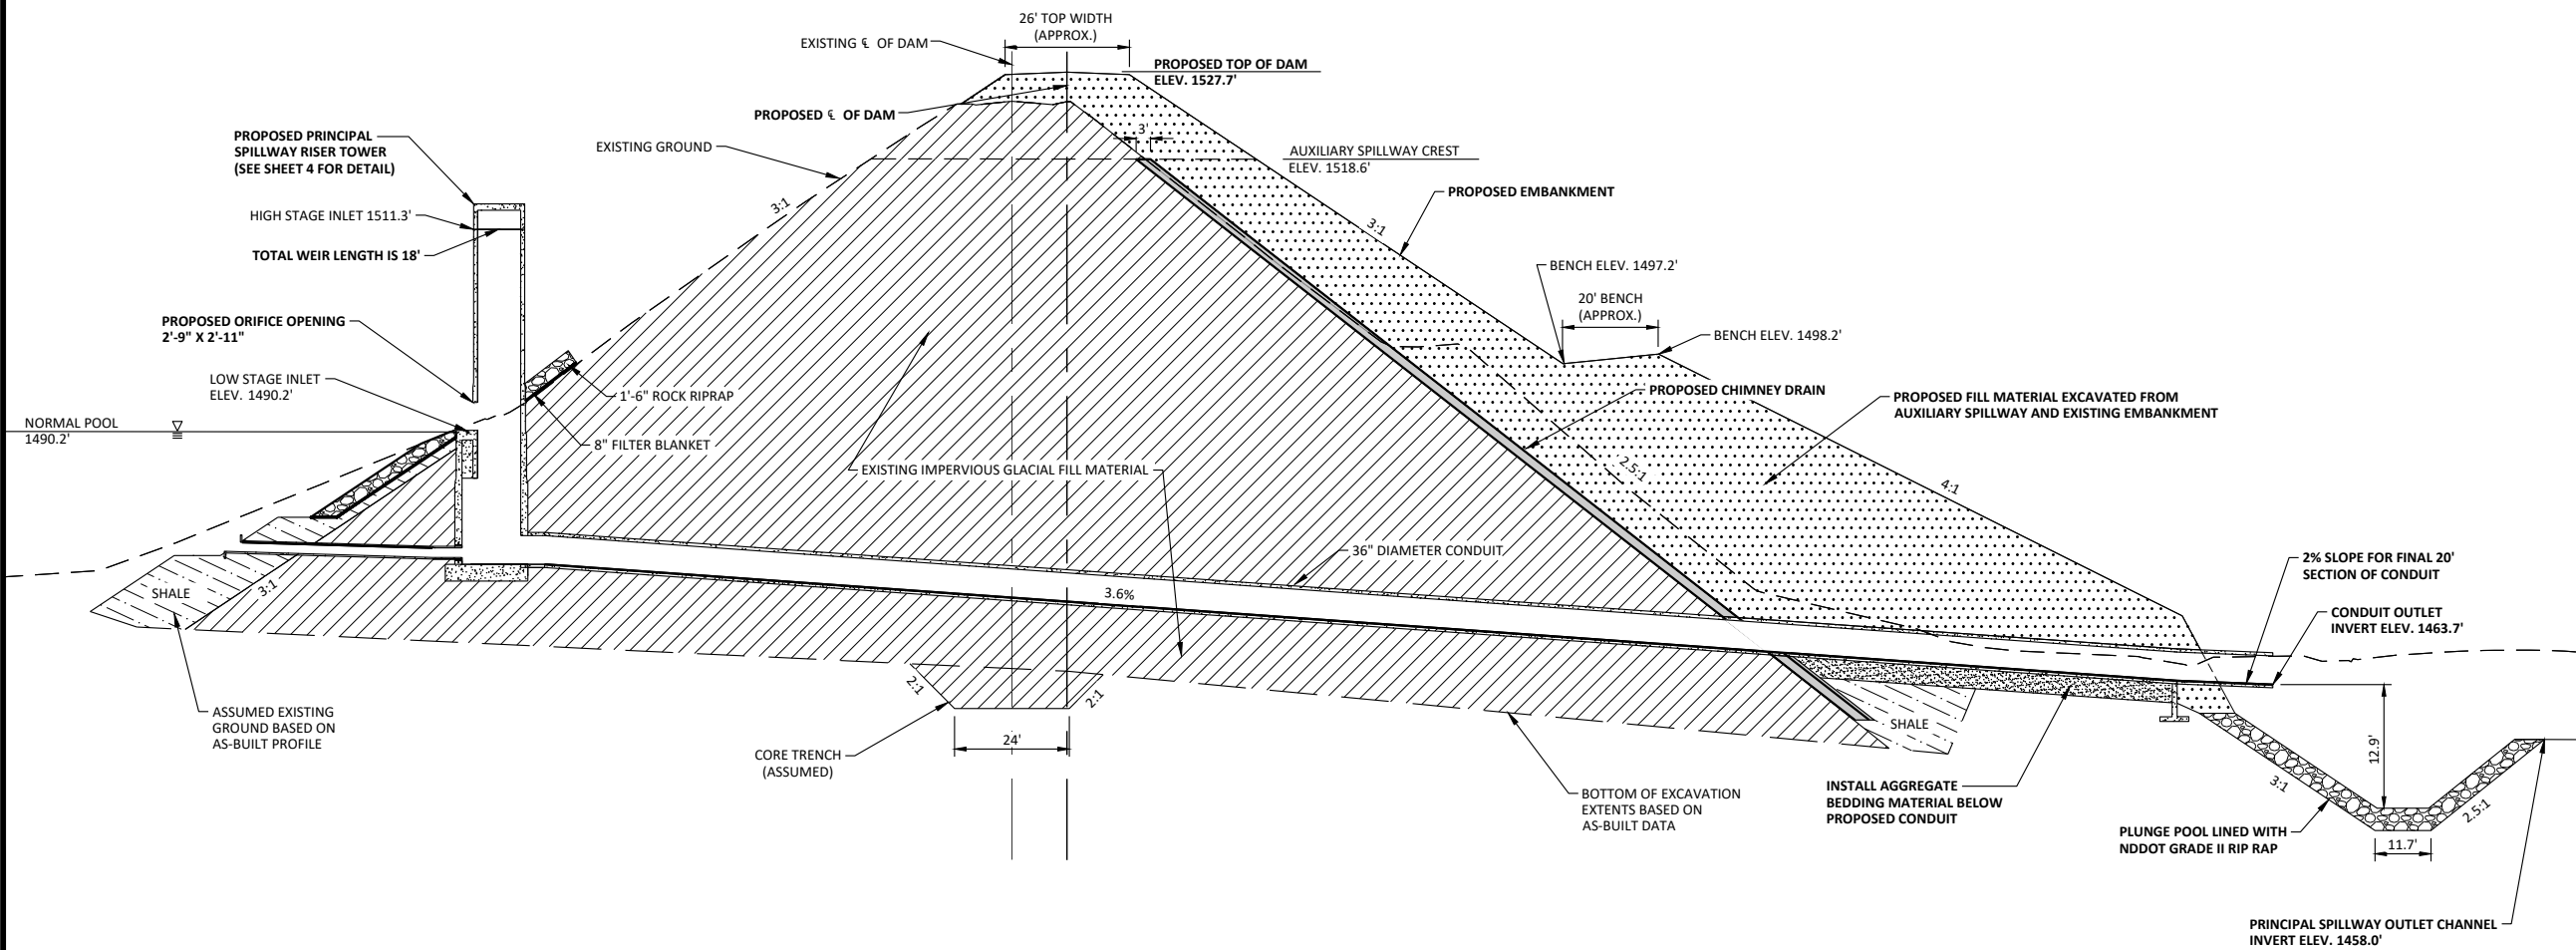 26' TOP WIDTH
(APPROX.)
EXISTING ℄ OF DAM
PROPOSED TOP OF DAM
ELEV. 1527.7'
PROPOSED ℄ OF DAM
3'
PROPOSED PRINCIPAL
SPILLWAY RISER TOWER
(SEE SHEET 4 FOR DETAIL)
EXISTING GROUND
AUXILIARY SPILLWAY CREST
ELEV. 1518.6'
PROPOSED EMBANKMENT
3:1
3:1
HIGH STAGE INLET 1511.3'
TOTAL WEIR LENGTH IS 18'
BENCH ELEV. 1497.2'
20' BENCH
(APPROX.)
BENCH ELEV. 1498.2'
PROPOSED ORIFICE OPENING
2'-9" X 2'-11"
LOW STAGE INLET
ELEV. 1490.2'
1'-6" ROCK RIPRAP
PROPOSED CHIMNEY DRAIN
PROPOSED FILL MATERIAL EXCAVATED FROM
AUXILIARY SPILLWAY AND EXISTING EMBANKMENT
NORMAL POOL
1490.2'
8" FILTER BLANKET
EXISTING IMPERVIOUS GLACIAL FILL MATERIAL
2.5:1
4:1
36" DIAMETER CONDUIT
2% SLOPE FOR FINAL 20'
SECTION OF CONDUIT
SHALE
3:1
3.6%
CONDUIT OUTLET
INVERT ELEV. 1463.7'
2:1
2:1
ASSUMED EXISTING
GROUND BASED ON
AS-BUILT PROFILE
SHALE
24'
CORE TRENCH
(ASSUMED)
12.9'
BOTTOM OF EXCAVATION
EXTENTS BASED ON
AS-BUILT DATA
INSTALL AGGREGATE
BEDDING MATERIAL BELOW
PROPOSED CONDUIT
3:1
2.5:1
PLUNGE POOL LINED WITH
NDDOT GRADE II RIP RAP
11.7'
PRINCIPAL SPILLWAY OUTLET CHANNEL
INVERT ELEV. 1458.0'